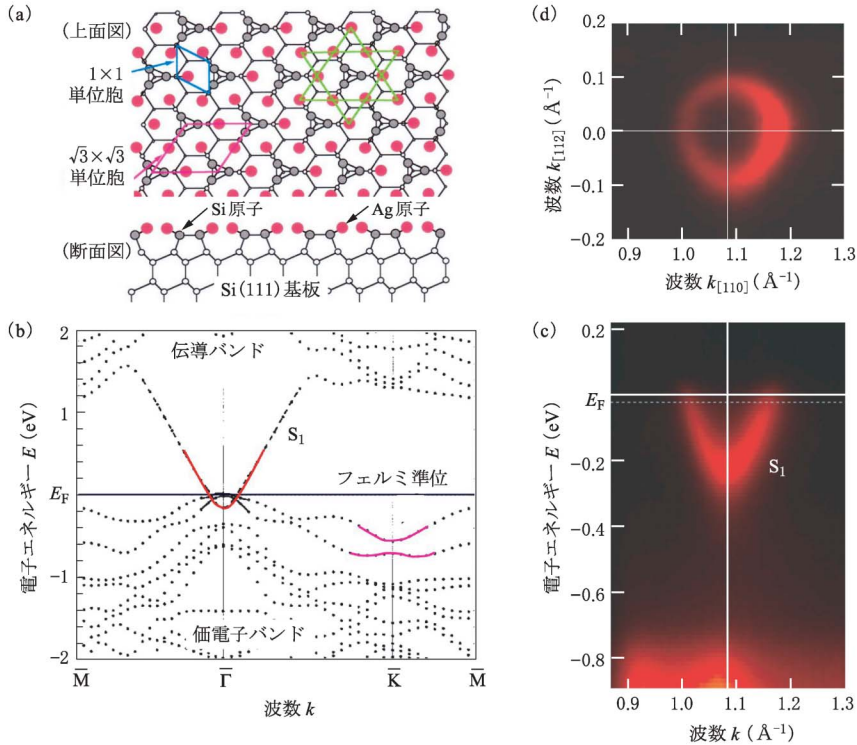 (a)
(上面図)
1×1
単位胞
√3×√3
単位胞
Si原子
Ag原子
(断面図)
Si(111)基板
(b)
2
1
E_F
-1
-2
電子エネルギー E (eV)
伝導バンド
S₁
フェルミ準位
価電子バンド
M̄
Γ̄
K̄
M̄
波数 k
(d)
0.2
0.1
0.0
-0.1
-0.2
波数 k[112] (Å⁻¹)
0.9
1.0
1.1
1.2
1.3
波数 k[110] (Å⁻¹)
(c)
0.2
E_F
-0.2
-0.4
-0.6
-0.8
電子エネルギー E (eV)
S₁
0.9
1.0
1.1
1.2
1.3
波数 k (Å⁻¹)